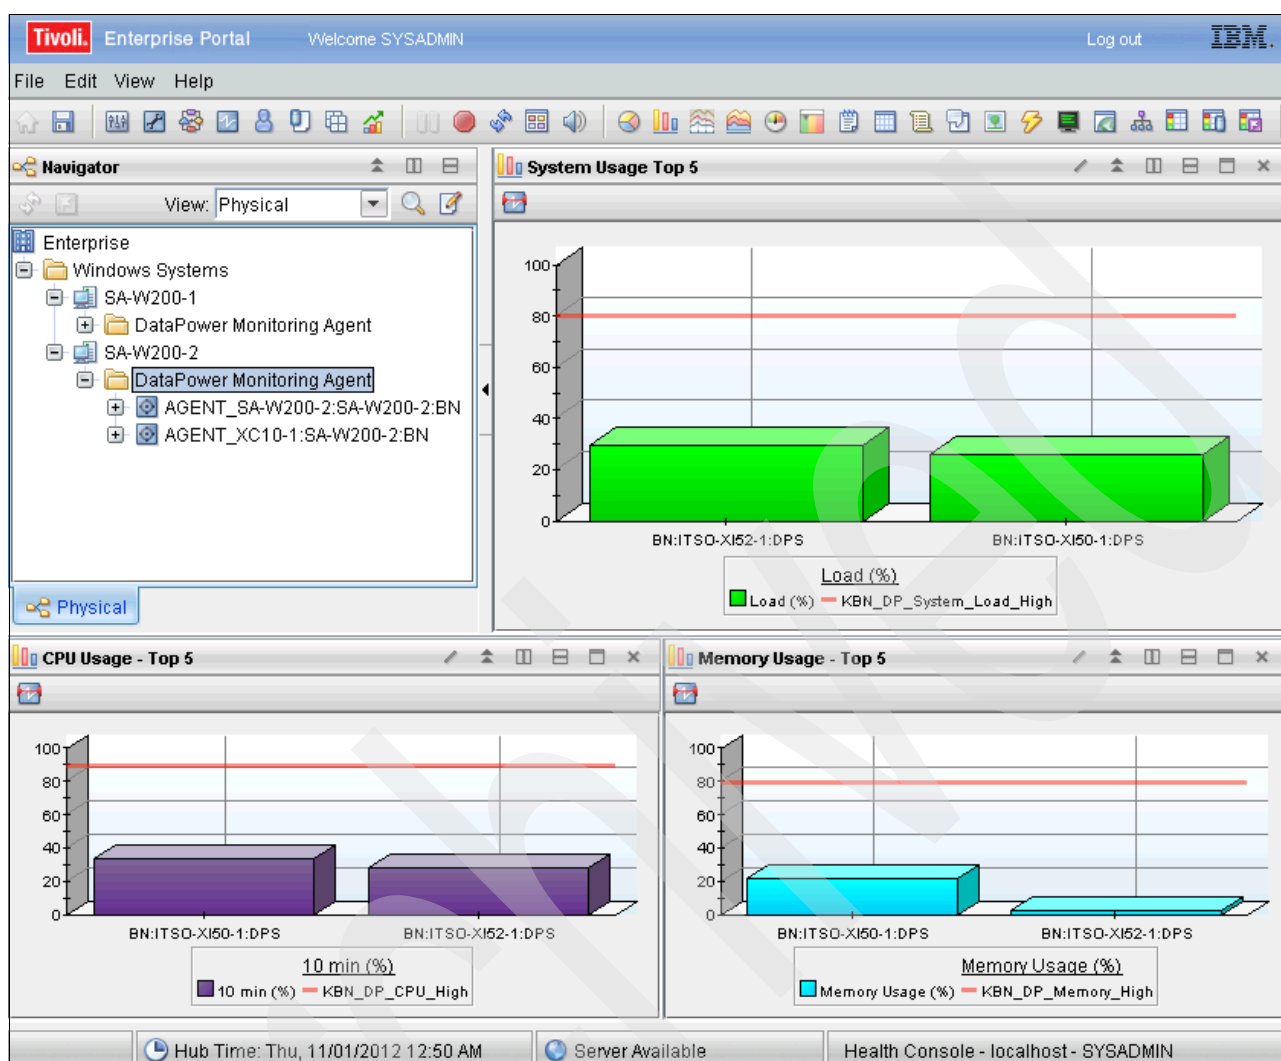 Tivoli. Enterprise Portal Welcome SYSADMIN Log out IBM.
File Edit View Help
Navigator
View: Physical
Enterprise
Windows Systems
SA-W200-1
DataPower Monitoring Agent
SA-W200-2
DataPower Monitoring Agent
AGENT_SA-W200-2:SA-W200-2:BN
AGENT_XC10-1:SA-W200-2:BN
Physical
System Usage Top 5
100
80
60
40
20
0
BN:ITSO-XI52-1:DPS BN:ITSO-XI50-1:DPS
Load (%)
Load (%) KBN_DP_System_Load_High
CPU Usage - Top 5
100
80
60
40
20
0
BN:ITSO-XI50-1:DPS BN:ITSO-XI52-1:DPS
10 min (%)
10 min (%) KBN_DP_CPU_High
Memory Usage - Top 5
100
80
60
40
20
0
BN:ITSO-XI50-1:DPS BN:ITSO-XI52-1:DPS
Memory Usage (%)
Memory Usage (%) KBN_DP_Memory_High
Hub Time: Thu, 11/01/2012 12:50 AM Server Available Health Console - localhost - SYSADMIN